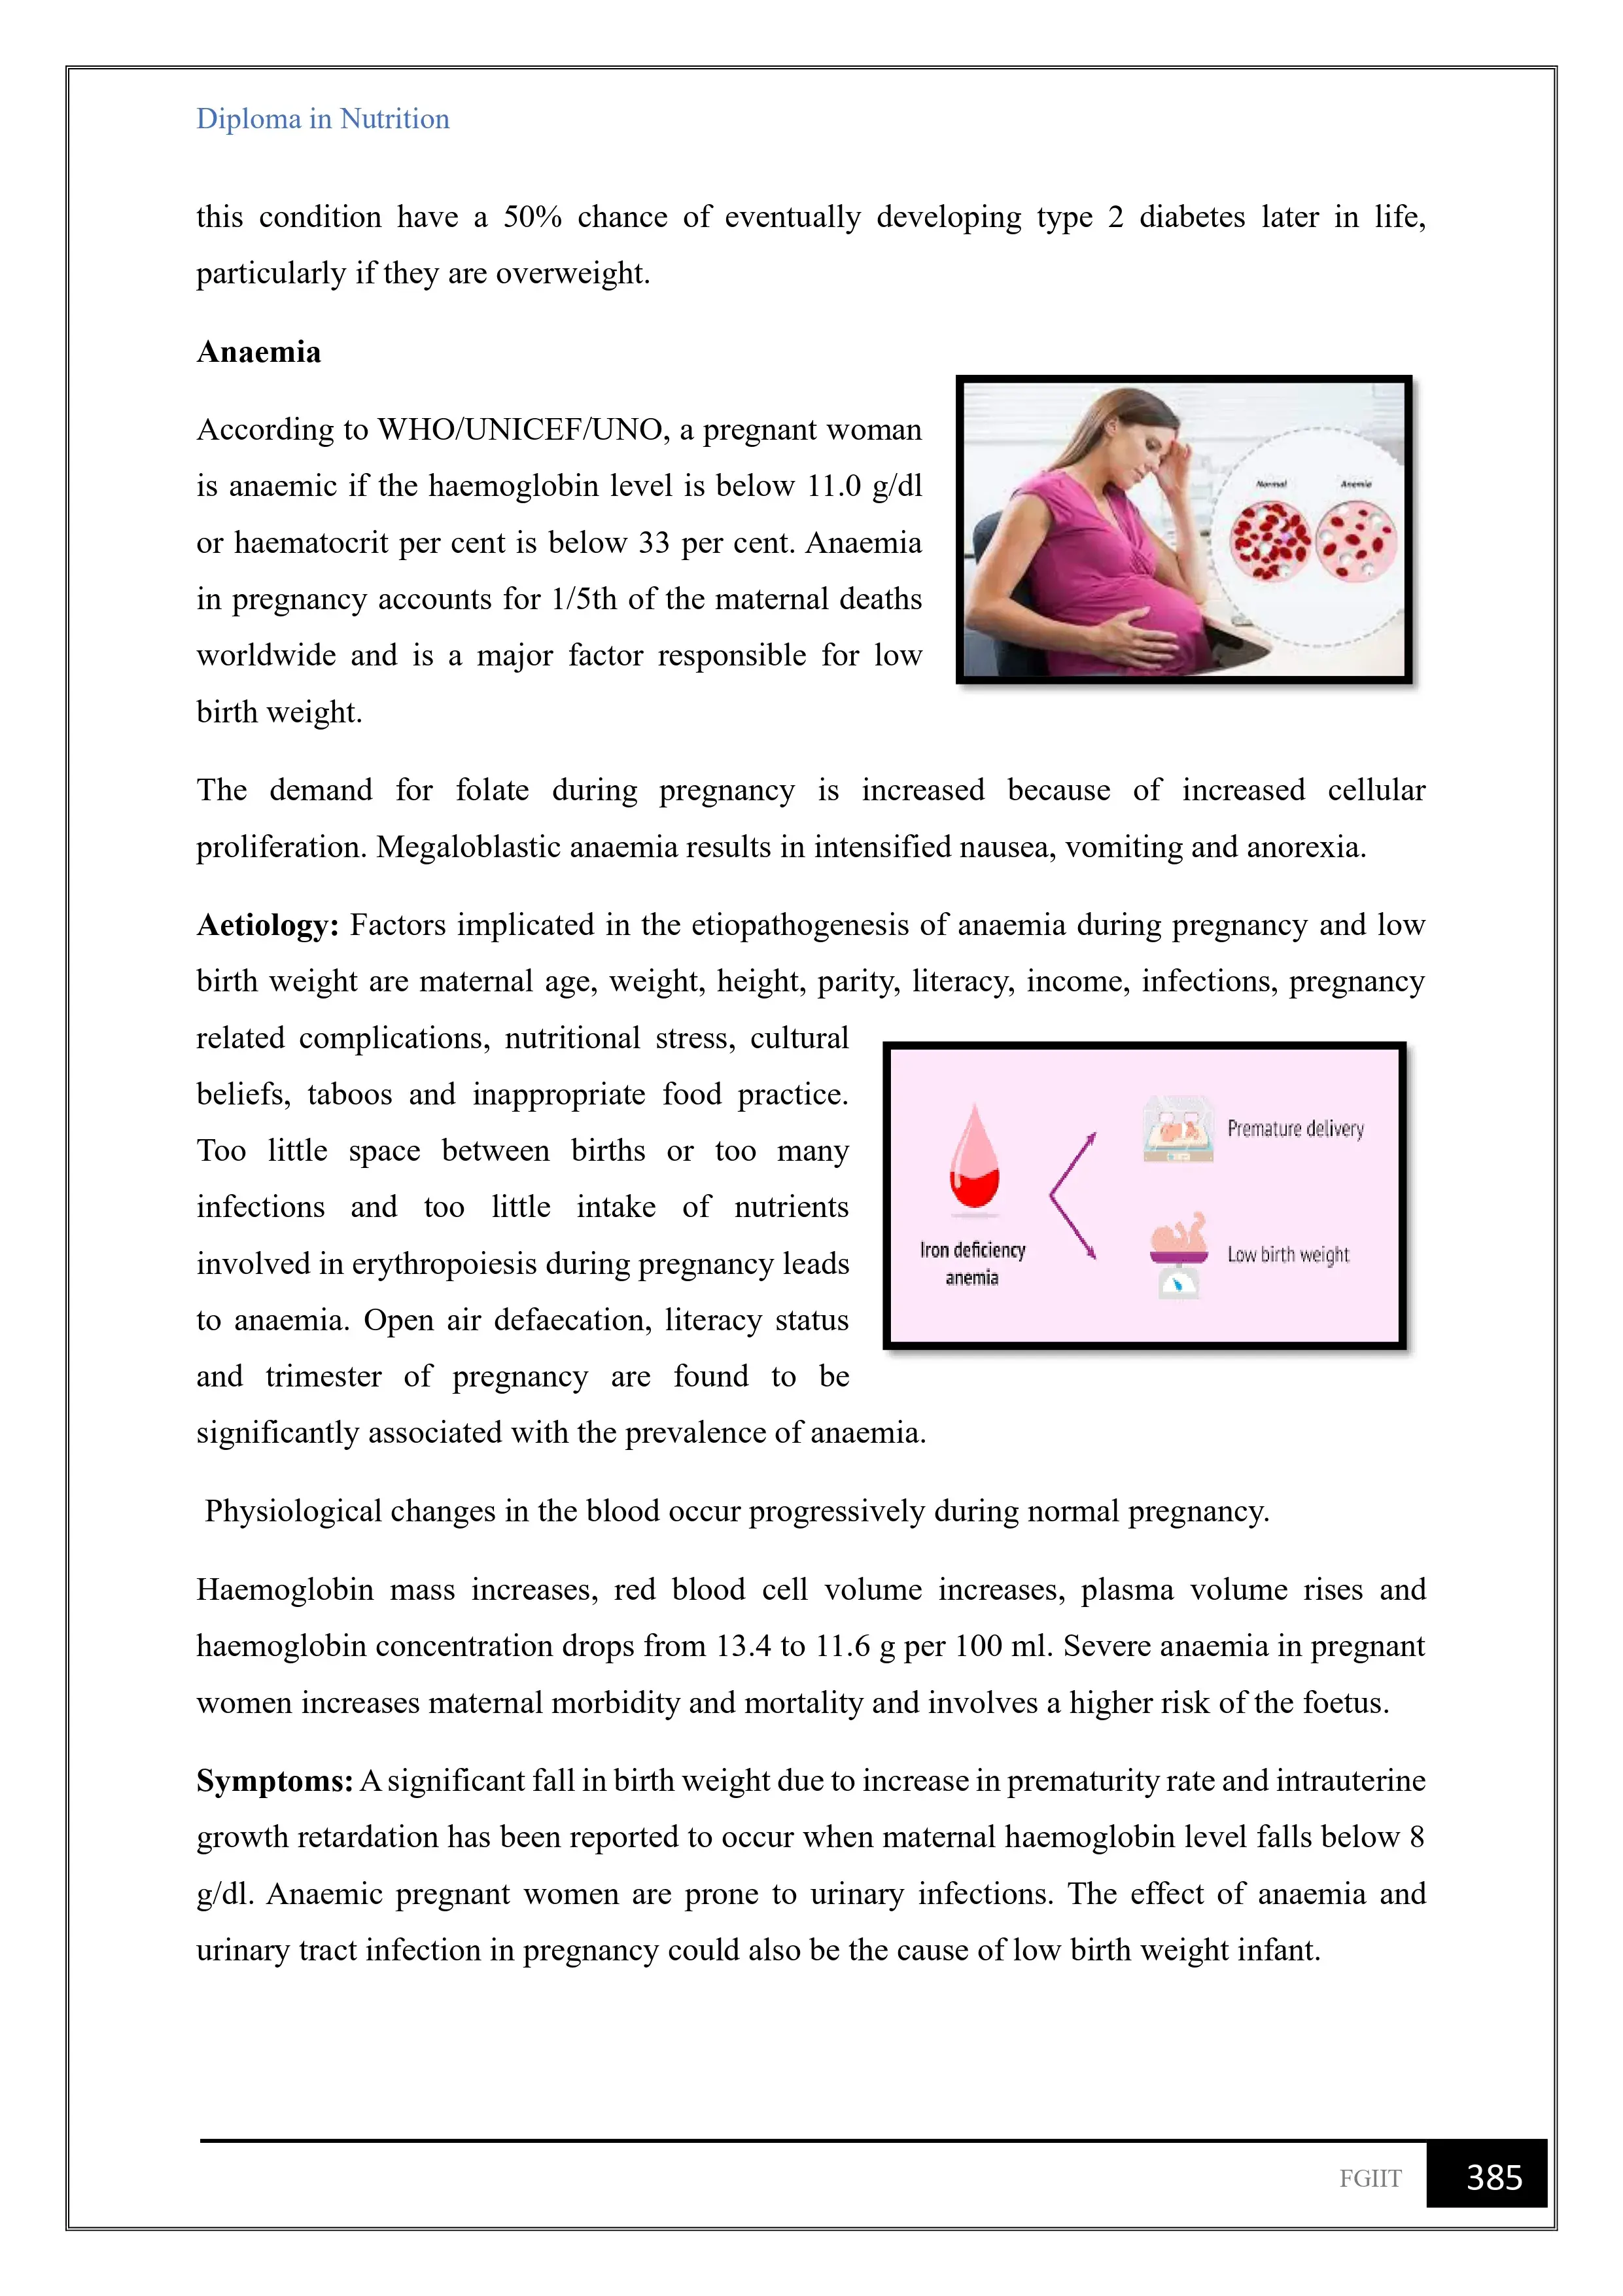 Diploma in Nutrition
this condition have a 50% chance of eventually developing type 2 diabetes later in life,
particularly if they are overweight.
Anaemia
According to WHO/UNICEF/UNO, a pregnant woman
is anaemic if the haemoglobin level is below 11.0 g/dl
or haematocrit per cent is below 33 per cent. Anaemia
in pregnancy accounts for 1/5th of the maternal deaths
worldwide and is a major factor responsible for low
birth weight.
Normal
Anemia
The demand for folate during pregnancy is increased because of increased cellular
proliferation. Megaloblastic anaemia results in intensified nausea, vomiting and anorexia.
Aetiology: Factors implicated in the etiopathogenesis of anaemia during pregnancy and low
birth weight are maternal age, weight, height, parity, literacy, income, infections, pregnancy
related complications, nutritional stress, cultural
beliefs, taboos and inappropriate food practice.
Too little space between births or too many
infections and too little intake of nutrients
involved in erythropoiesis during pregnancy leads
to anaemia. Open air defaecation, literacy status
and trimester of pregnancy are found to be
significantly associated with the prevalence of anaemia.
Iron deficiency
anemia
Premature delivery
Low birth weight
Physiological changes in the blood occur progressively during normal pregnancy.
Haemoglobin mass increases, red blood cell volume increases, plasma volume rises and
haemoglobin concentration drops from 13.4 to 11.6 g per 100 ml. Severe anaemia in pregnant
women increases maternal morbidity and mortality and involves a higher risk of the foetus.
Symptoms: A significant fall in birth weight due to increase in prematurity rate and intrauterine
growth retardation has been reported to occur when maternal haemoglobin level falls below 8
g/dl. Anaemic pregnant women are prone to urinary infections. The effect of anaemia and
urinary tract infection in pregnancy could also be the cause of low birth weight infant.
FGIIT
385